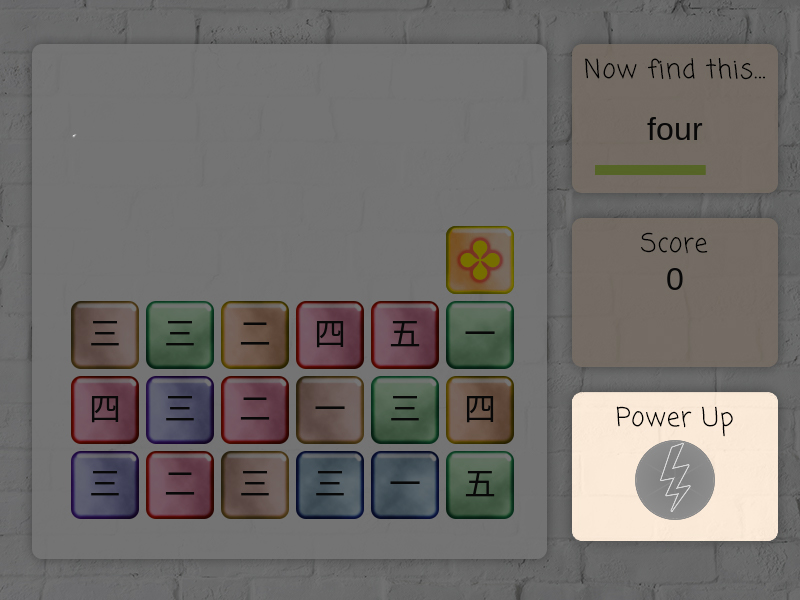 Now find this...
four
Score
0
三 三 二 四 五 一
四 三 二 一 三 四
三 二 三 三 一 五
Power Up